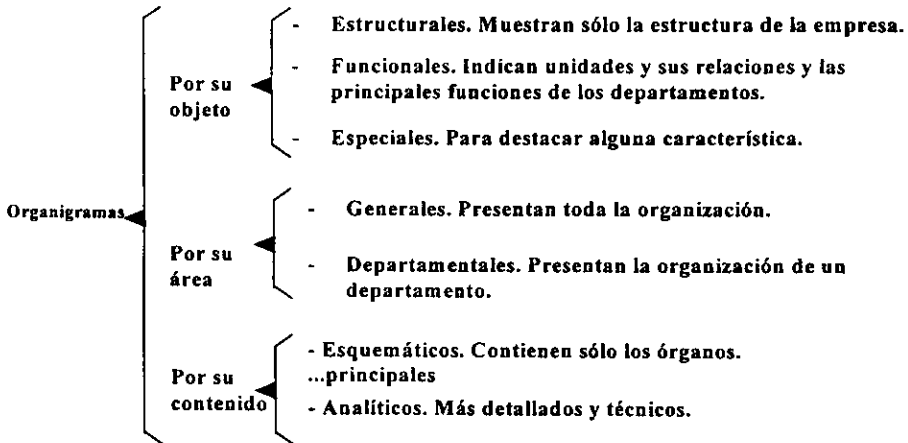 - Estructurales. Muestran sólo la estructura de la empresa.
Por su
objeto
- Funcionales. Indican unidades y sus relaciones y las
principales funciones de los departamentos.
- Especiales. Para destacar alguna característica.
Organigramas
Por su
área
- Generales. Presentan toda la organización.
- Departamentales. Presentan la organización de un
departamento.
Por su
contenido
- Esquemáticos. Contienen sólo los órganos.
...principales
- Analíticos. Más detallados y técnicos.